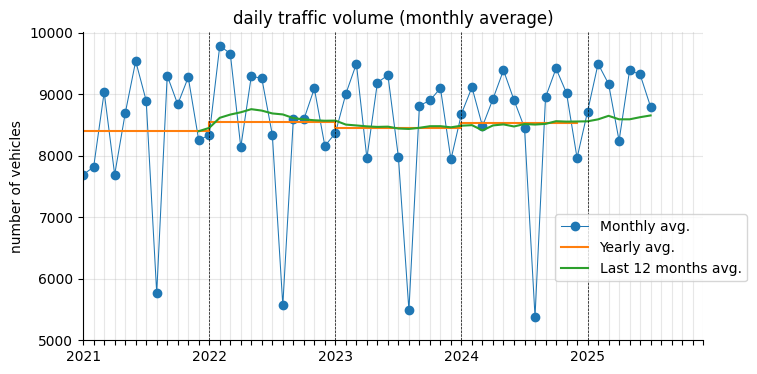 daily traffic volume (monthly average)
number of vehicles
10000
9000
8000
7000
6000
5000
Monthly avg.
Yearly avg.
Last 12 months avg.
2021 2022 2023 2024 2025